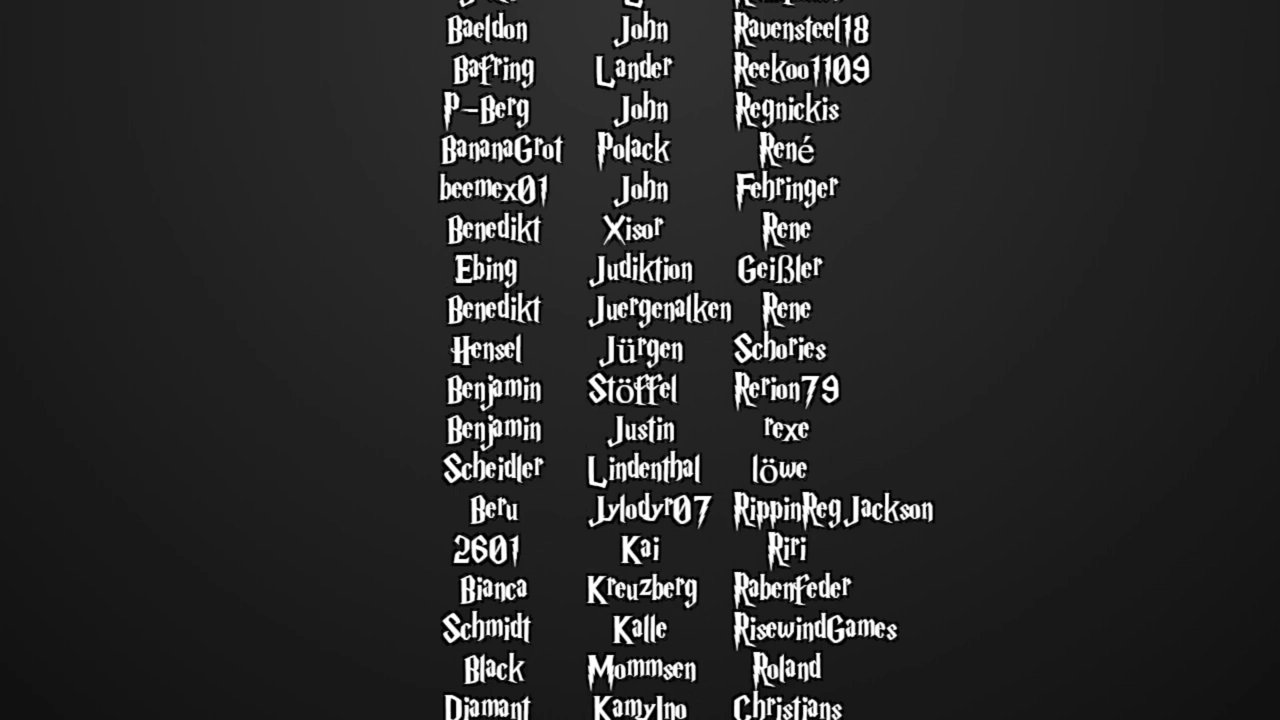 Baeldon John Ravensteel18
Bafring Lander Reekoo1109
P-Berg John Regnickis
BananaGrot Polack René
beemex01 John Fehringer
Benedikt Xisor Rene
Ebing Judiktion Geißler
Benedikt Juergenalken Rene
Hensel Jürgen Schories
Benjamin Stöffel Rerion79
Benjamin Justin rexe
Scheidler Lindenthal löwe
Beru Jylodyr07 RippinRegJackson
2601 Kai Riri
Bianca Kreuzberg Rabenfeder
Schmidt Kalle RisewindGames
Black Mommsen Roland
Diamant KamyIno Christians